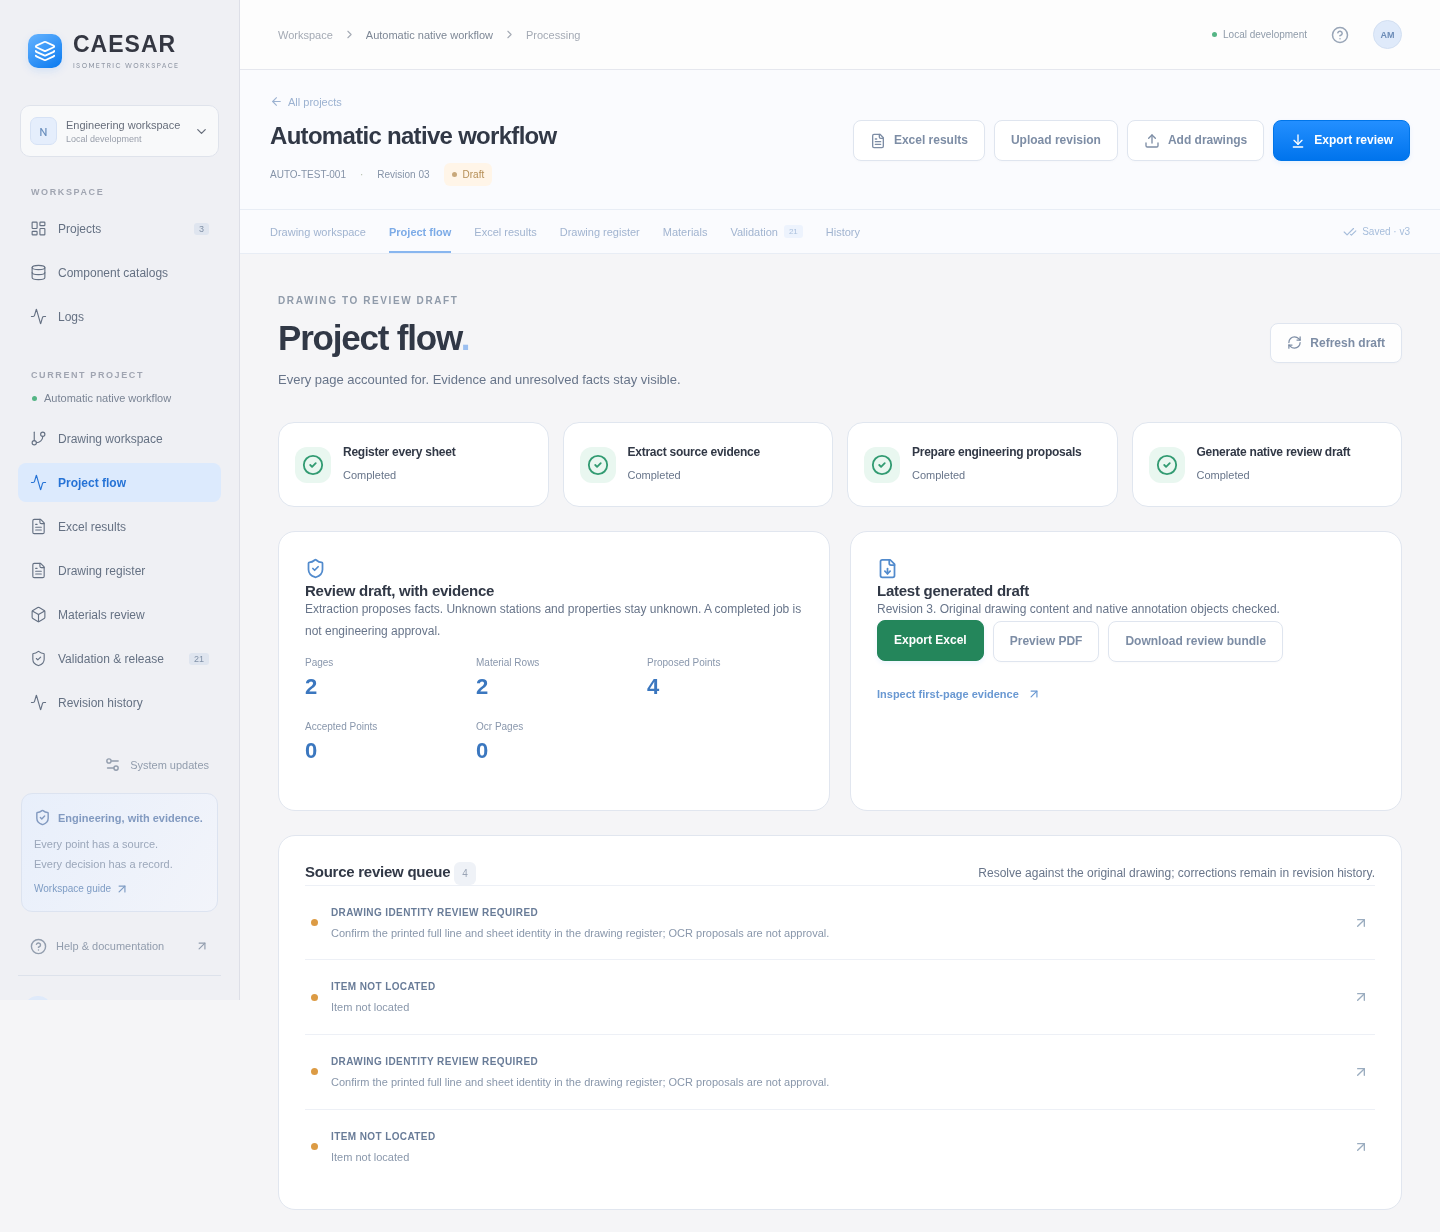 CAESAR
ISOMETRIC WORKSPACE
N
Engineering workspace
Local development
WORKSPACE
Projects 3
Component catalogs
Logs
CURRENT PROJECT
Automatic native workflow
Drawing workspace
Project flow
Excel results
Drawing register
Materials review
Validation & release 21
Revision history
System updates
Engineering, with evidence.
Every point has a source.
Every decision has a record.
Workspace guide
Help & documentation
Workspace Automatic native workflow Processing
Local development
AM
All projects
Automatic native workflow
AUTO-TEST-001 · Revision 03 Draft
Excel results
Upload revision
Add drawings
Export review
Drawing workspace Project flow Excel results Drawing register Materials Validation 21 History
Saved · v3
DRAWING TO REVIEW DRAFT
Project flow.
Every page accounted for. Evidence and unresolved facts stay visible.
Refresh draft
Register every sheet
Completed
Extract source evidence
Completed
Prepare engineering proposals
Completed
Generate native review draft
Completed
Review draft, with evidence
Extraction proposes facts. Unknown stations and properties stay unknown. A completed job is
not engineering approval.
Pages
2
Material Rows
2
Proposed Points
4
Accepted Points
0
Ocr Pages
0
Latest generated draft
Revision 3. Original drawing content and native annotation objects checked.
Export Excel
Preview PDF
Download review bundle
Inspect first-page evidence
Source review queue 4
Resolve against the original drawing; corrections remain in revision history.
DRAWING IDENTITY REVIEW REQUIRED
Confirm the printed full line and sheet identity in the drawing register; OCR proposals are not approval.
ITEM NOT LOCATED
Item not located
DRAWING IDENTITY REVIEW REQUIRED
Confirm the printed full line and sheet identity in the drawing register; OCR proposals are not approval.
ITEM NOT LOCATED
Item not located